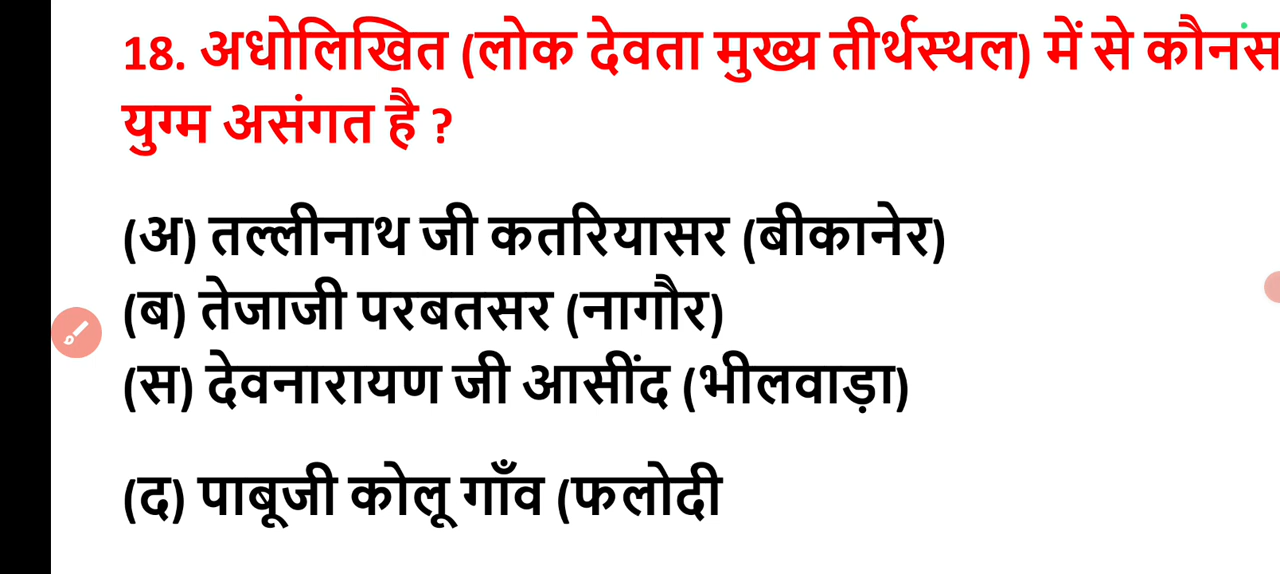 18. अधोलिखित (लोक देवता मुख्य तीर्थस्थल) में से कौनस
युग्म असंगत है ?
(अ) तल्लीनाथ जी कतरियासर (बीकानेर)
(ब) तेजाजी परबतसर (नागौर)
(स) देवनारायण जी आसींद (भीलवाड़ा)
(द) पाबूजी कोलू गाँव (फलोदी